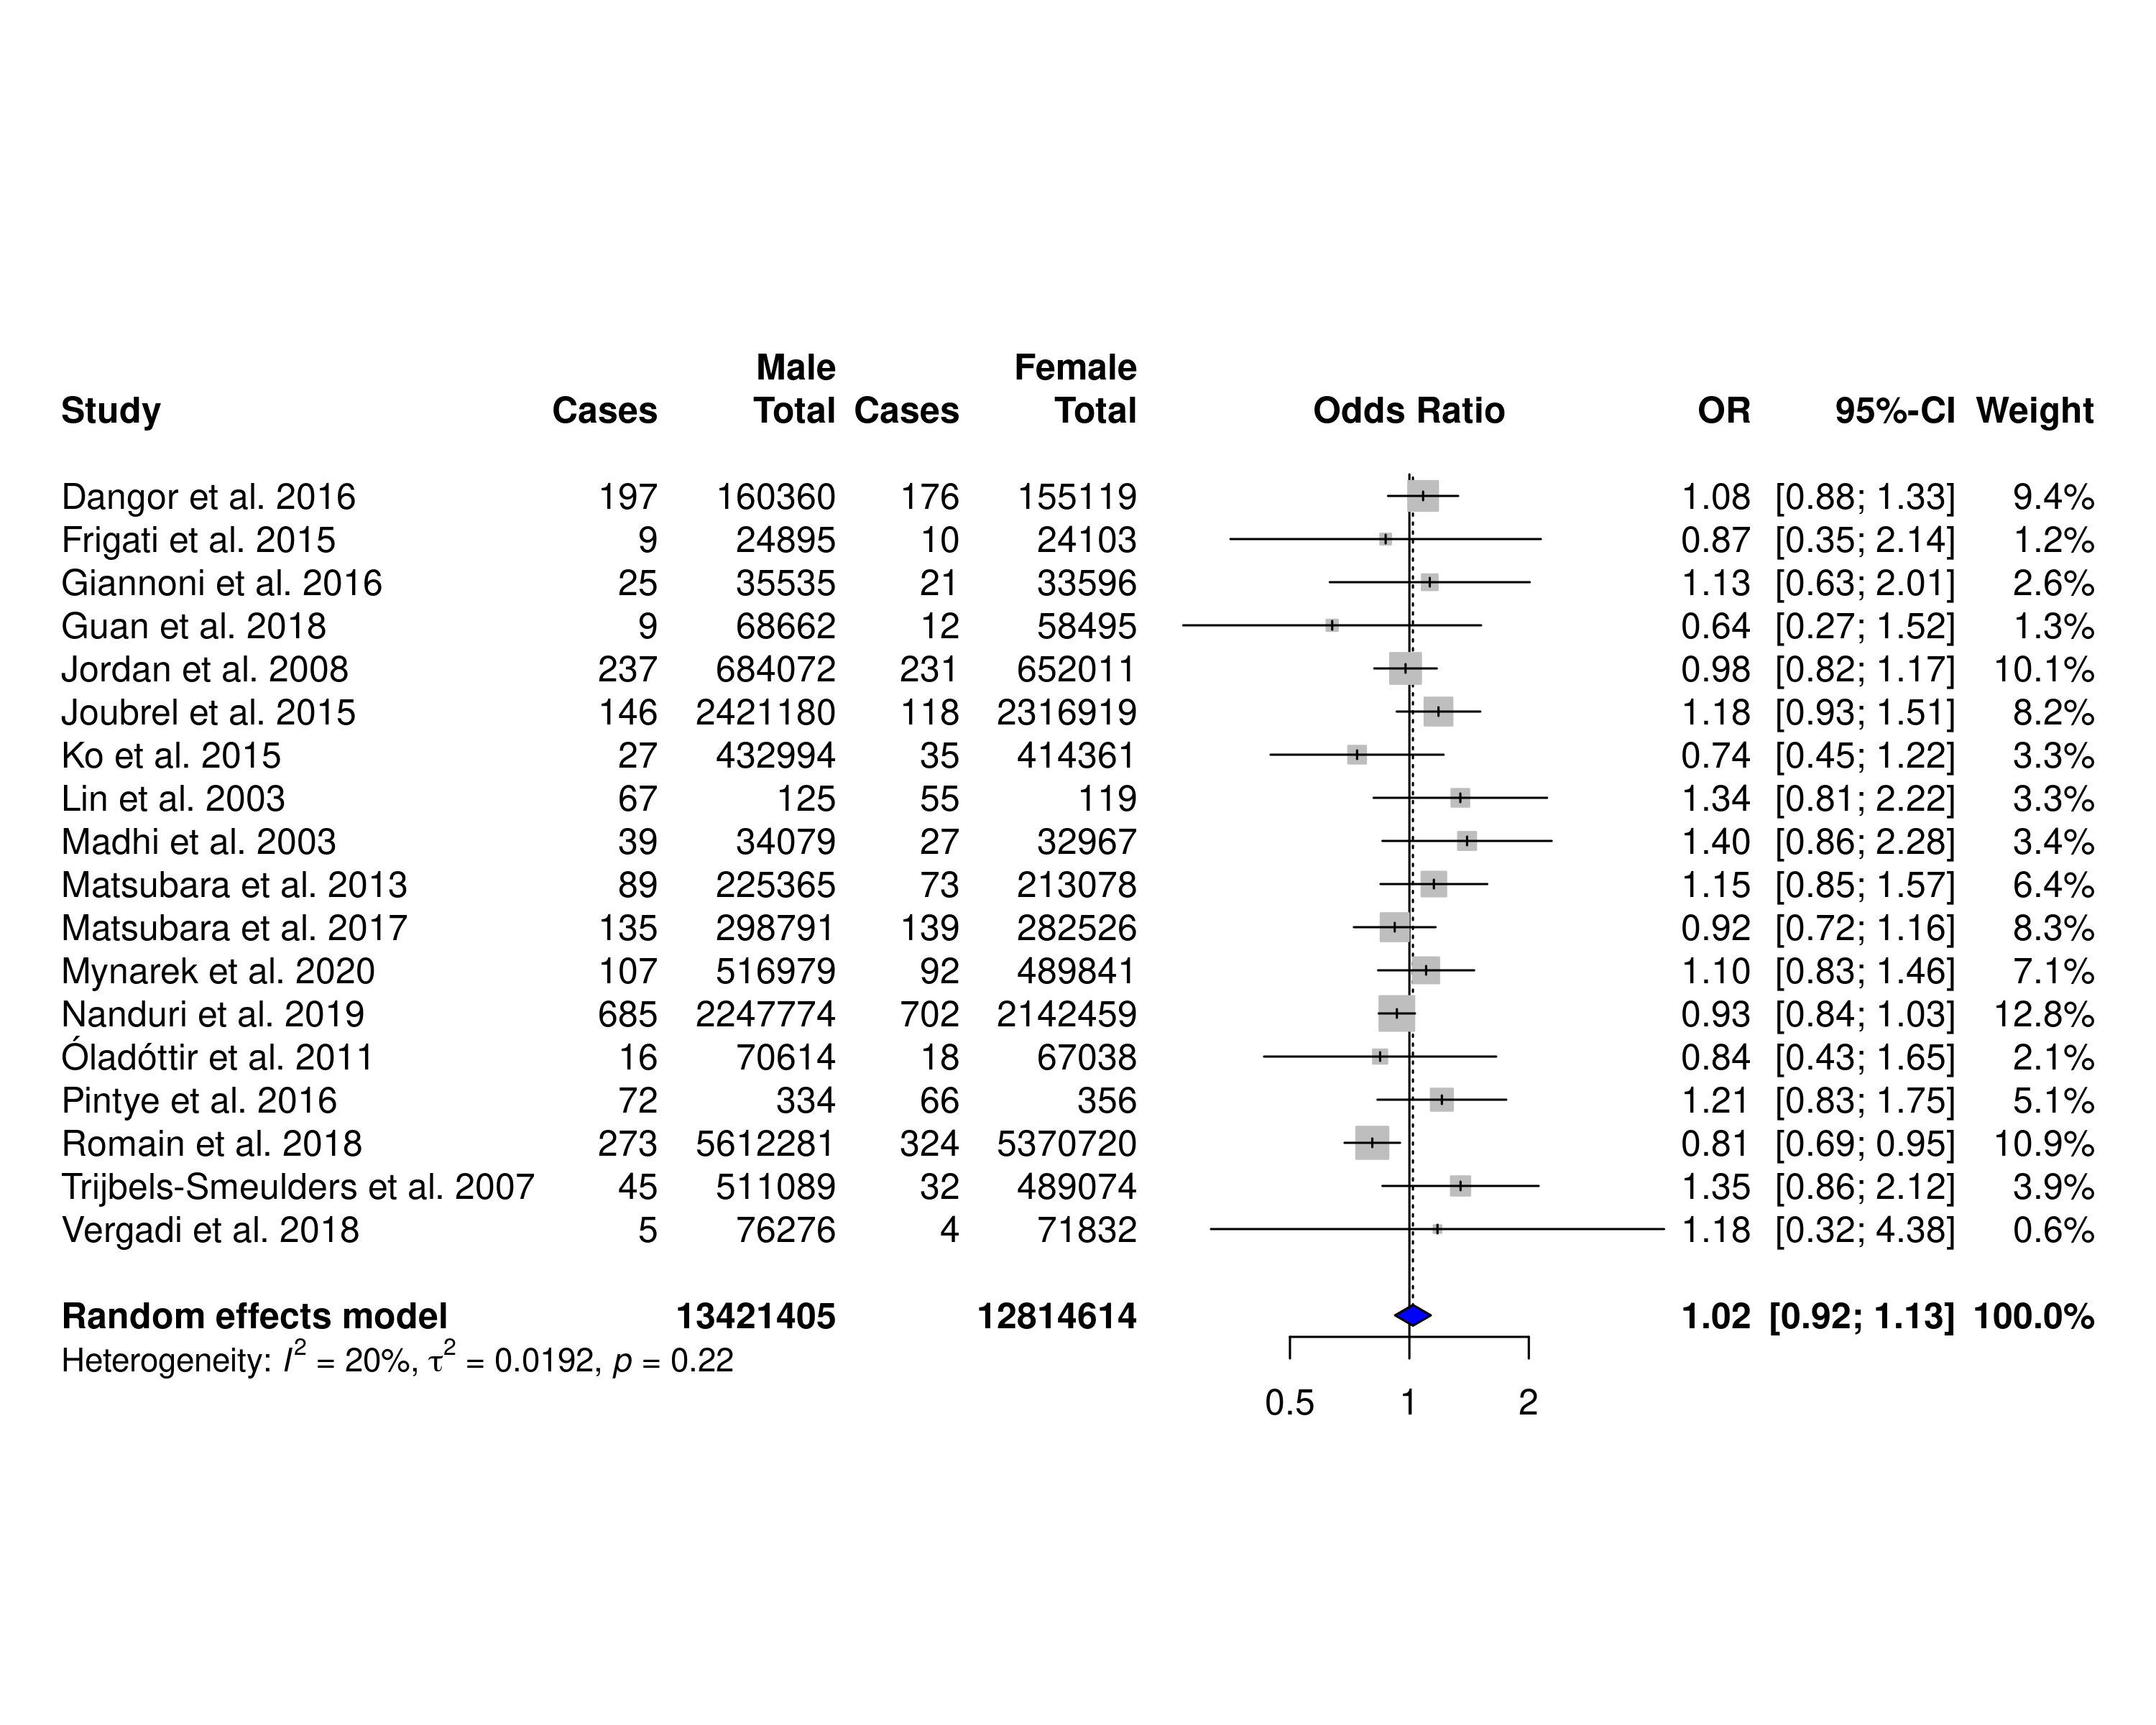 Male Female
Study Cases Total Cases Total Odds Ratio OR 95%-CI Weight
Dangor et al. 2016 197 160360 176 155119 1.08 [0.88; 1.33] 9.4%
Frigati et al. 2015 9 24895 10 24103 0.87 [0.35; 2.14] 1.2%
Giannoni et al. 2016 25 35535 21 33596 1.13 [0.63; 2.01] 2.6%
Guan et al. 2018 9 68662 12 58495 0.64 [0.27; 1.52] 1.3%
Jordan et al. 2008 237 684072 231 652011 0.98 [0.82; 1.17] 10.1%
Joubrel et al. 2015 146 2421180 118 2316919 1.18 [0.93; 1.51] 8.2%
Ko et al. 2015 27 432994 35 414361 0.74 [0.45; 1.22] 3.3%
Lin et al. 2003 67 125 55 119 1.34 [0.81; 2.22] 3.3%
Madhi et al. 2003 39 34079 27 32967 1.40 [0.86; 2.28] 3.4%
Matsubara et al. 2013 89 225365 73 213078 1.15 [0.85; 1.57] 6.4%
Matsubara et al. 2017 135 298791 139 282526 0.92 [0.72; 1.16] 8.3%
Mynarek et al. 2020 107 516979 92 489841 1.10 [0.83; 1.46] 7.1%
Nanduri et al. 2019 685 2247774 702 2142459 0.93 [0.84; 1.03] 12.8%
Óladóttir et al. 2011 16 70614 18 67038 0.84 [0.43; 1.65] 2.1%
Pintye et al. 2016 72 334 66 356 1.21 [0.83; 1.75] 5.1%
Romain et al. 2018 273 5612281 324 5370720 0.81 [0.69; 0.95] 10.9%
Trijbels-Smeulders et al. 2007 45 511089 32 489074 1.35 [0.86; 2.12] 3.9%
Vergadi et al. 2018 5 76276 4 71832 1.18 [0.32; 4.38] 0.6%
Random effects model 13421405 12814614 1.02 [0.92; 1.13] 100.0%
Heterogeneity: I² = 20%, τ² = 0.0192, p = 0.22
0.5 1 2